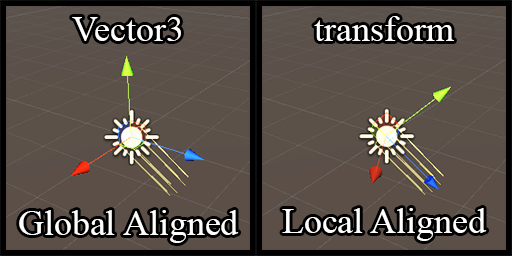 Vector3
Global Aligned
transform
Local Aligned